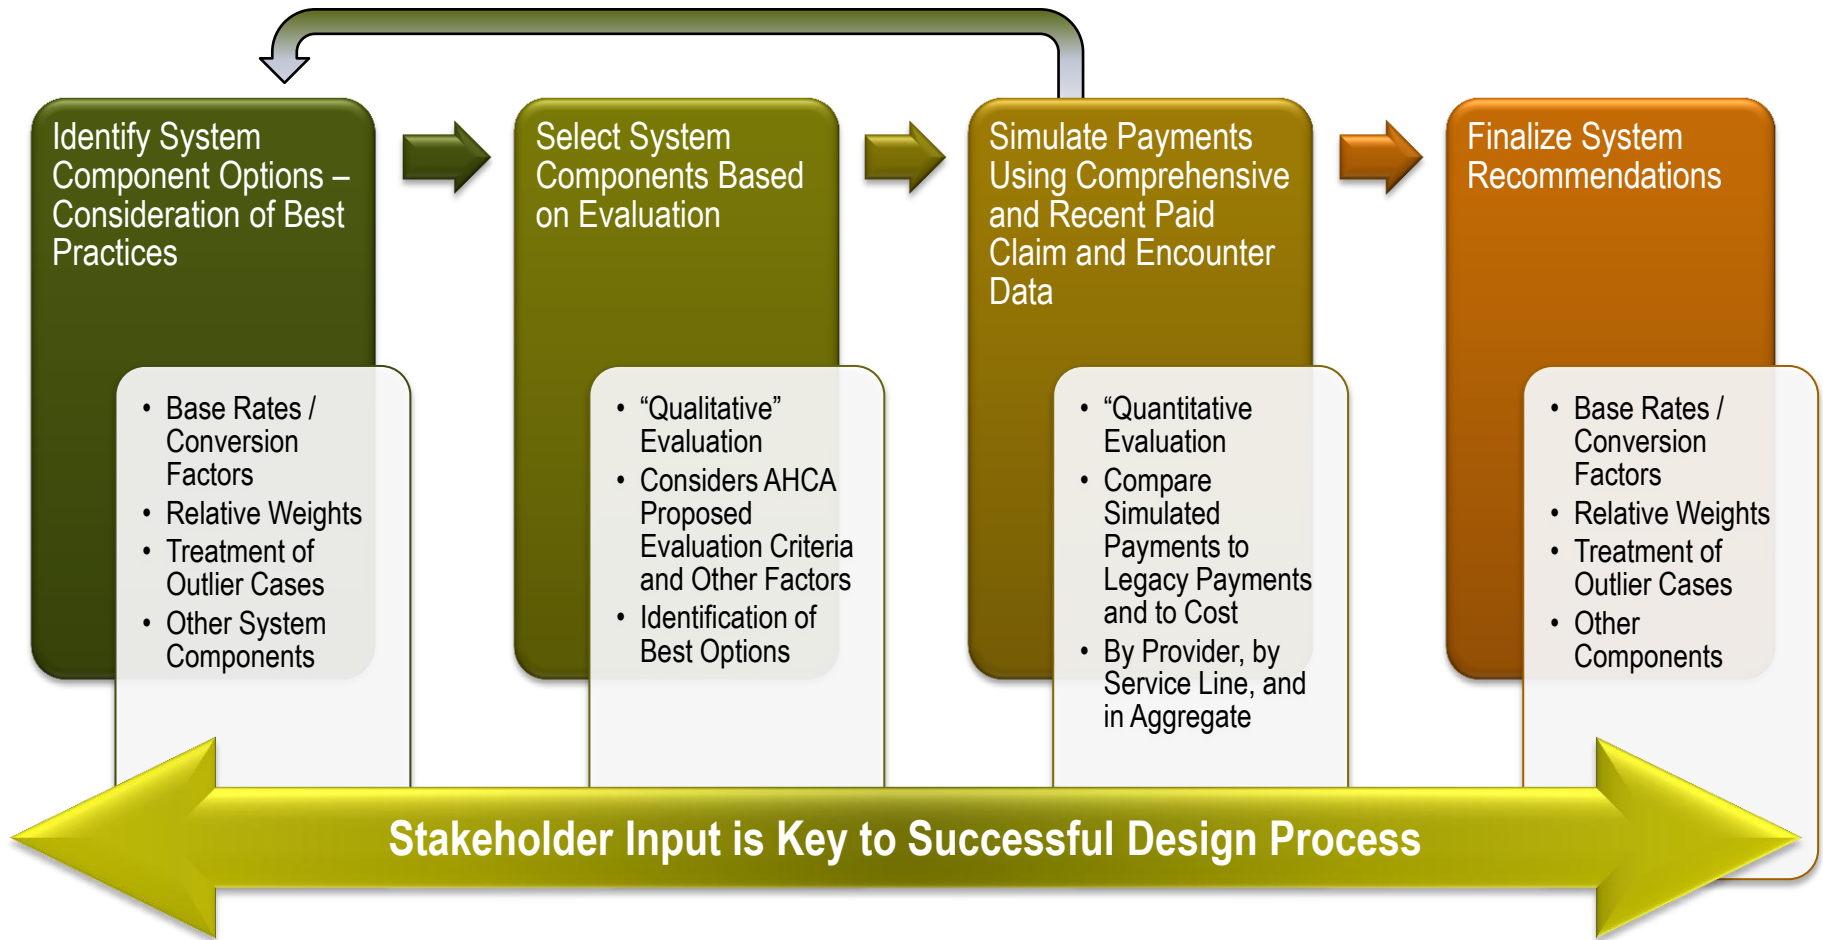 Identify System
Component Options –
Consideration of Best
Practices
• Base Rates /
Conversion
Factors
• Relative Weights
• Treatment of
Outlier Cases
• Other System
Components
Select System
Components Based
on Evaluation
• “Qualitative”
Evaluation
• Considers AHCA
Proposed
Evaluation Criteria
and Other Factors
• Identification of
Best Options
Simulate Payments
Using Comprehensive
and Recent Paid
Claim and Encounter
Data
• “Quantitative
Evaluation
• Compare
Simulated
Payments to
Legacy Payments
and to Cost
• By Provider, by
Service Line, and
in Aggregate
Finalize System
Recommendations
• Base Rates /
Conversion
Factors
• Relative Weights
• Treatment of
Outlier Cases
• Other
Components
Stakeholder Input is Key to Successful Design Process